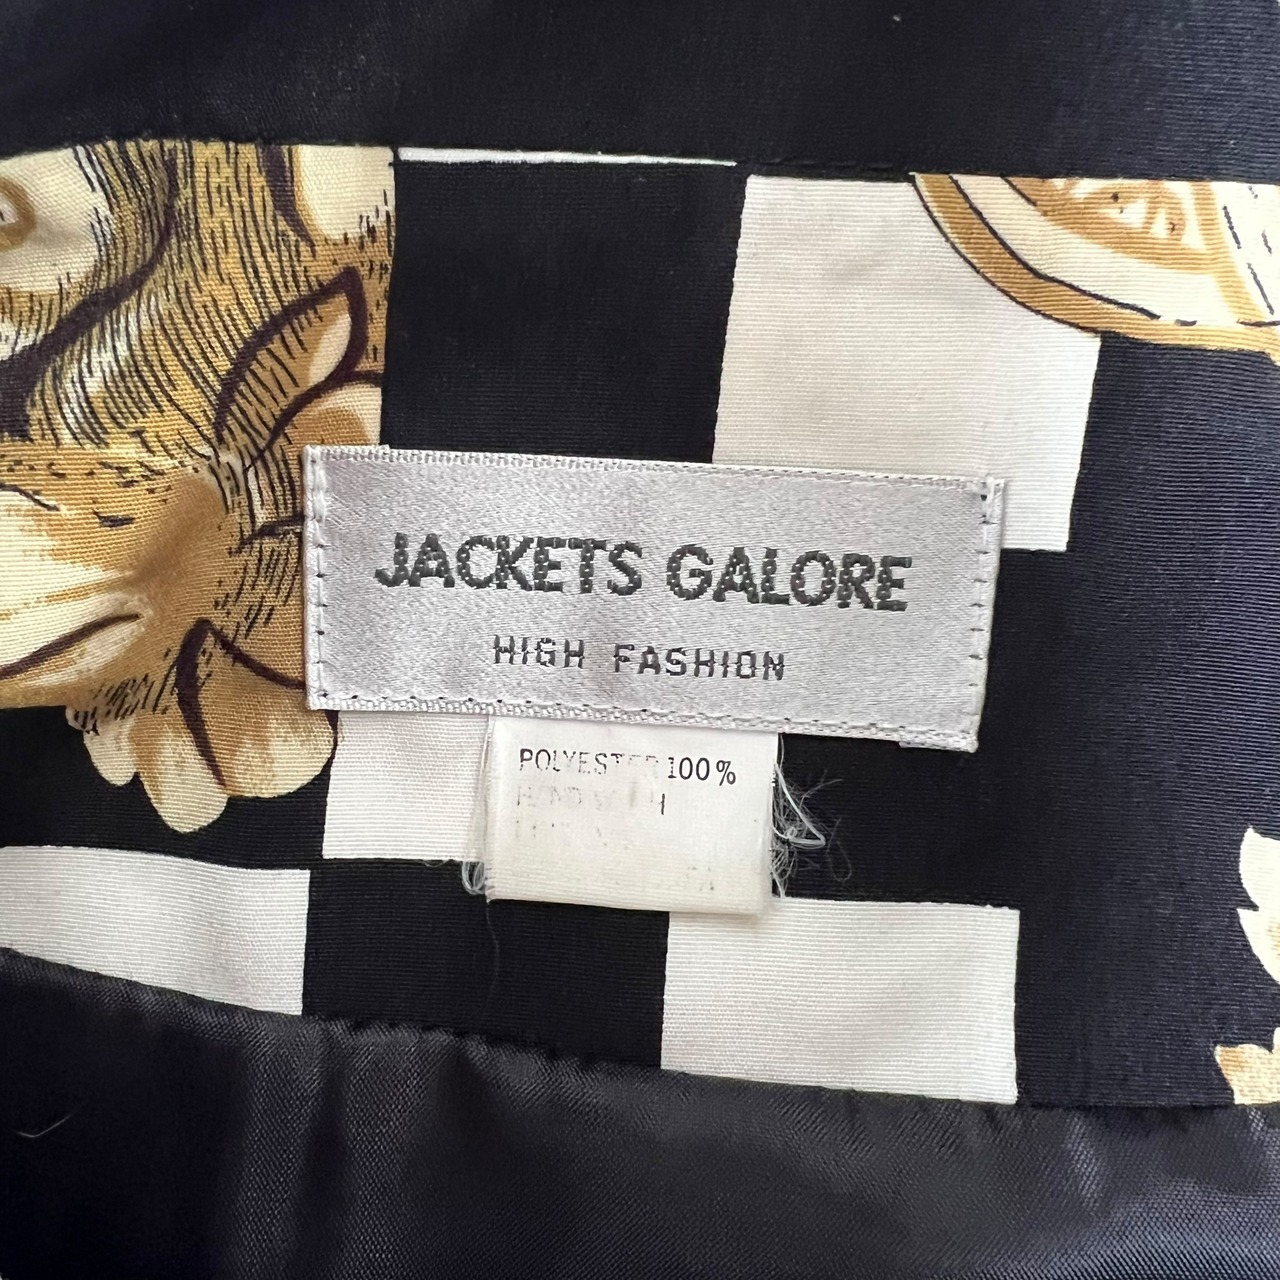 JACKETS GALORE
HIGH FASHION
POLYESTER 100%